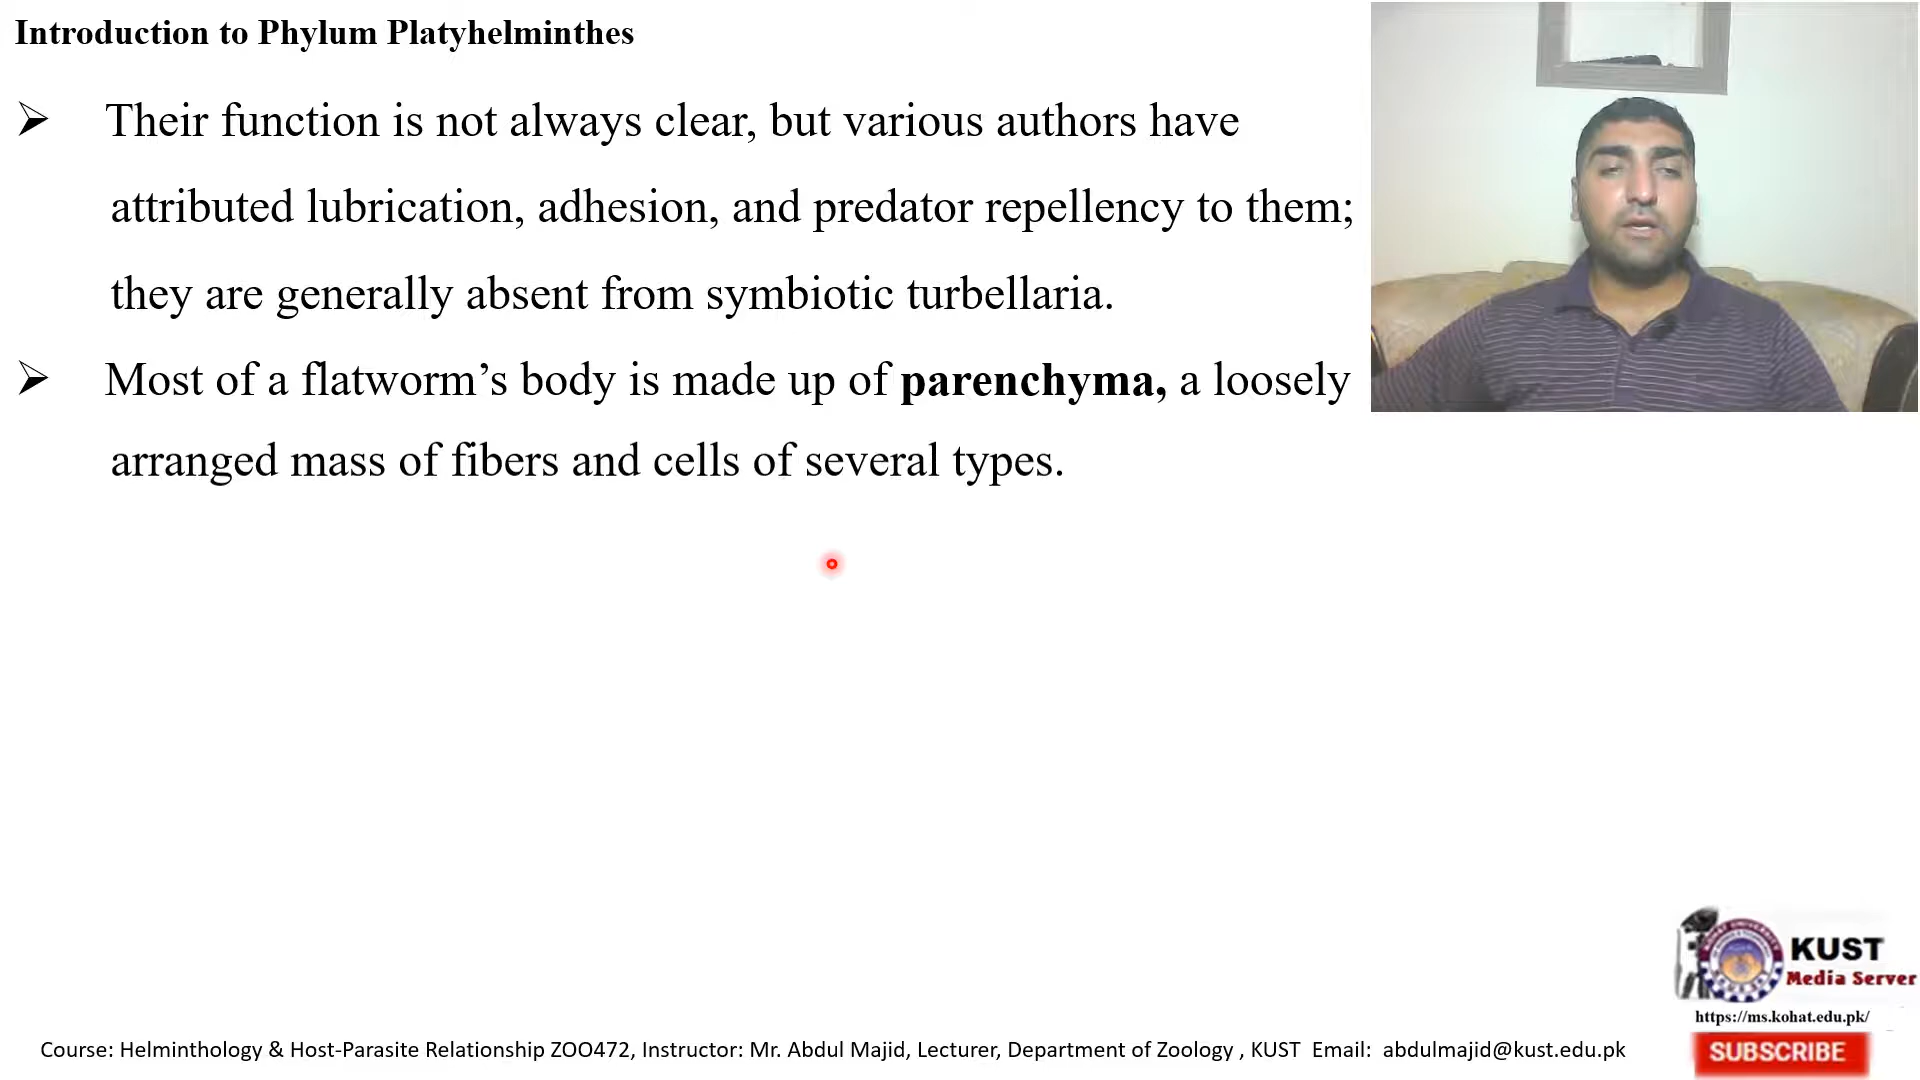 Introduction to Phylum Platyhelminthes
Their function is not always clear, but various authors have
attributed lubrication, adhesion, and predator repellency to them;
they are generally absent from symbiotic turbellaria.
Most of a flatworm’s body is made up of parenchyma, a loosely
arranged mass of fibers and cells of several types.
KUST
Media Server
https://ms.kohat.edu.pk/
SUBSCRIBE
Course: Helminthology & Host-Parasite Relationship ZOO472, Instructor: Mr. Abdul Majid, Lecturer, Department of Zoology , KUST Email: abdulmajid@kust.edu.pk